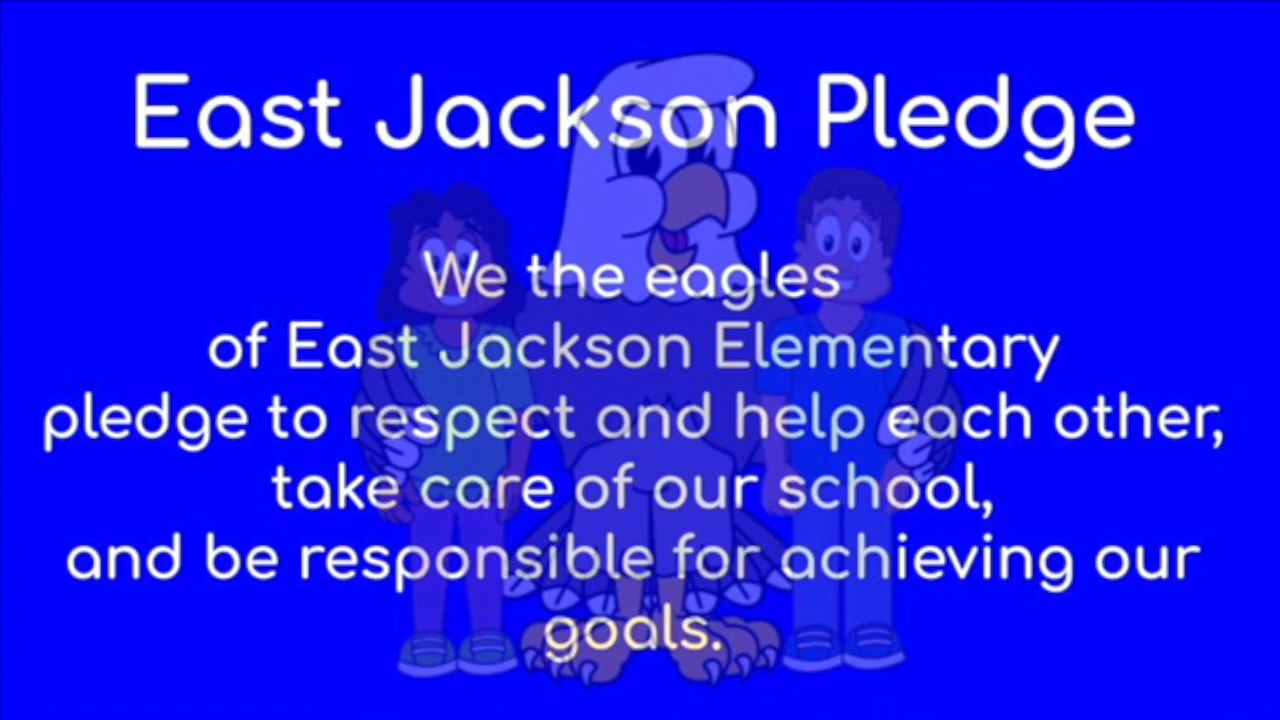 East Jackson Pledge
We the eagles
of East Jackson Elementary
pledge to respect and help each other,
take care of our school,
and be responsible for achieving our
goals.